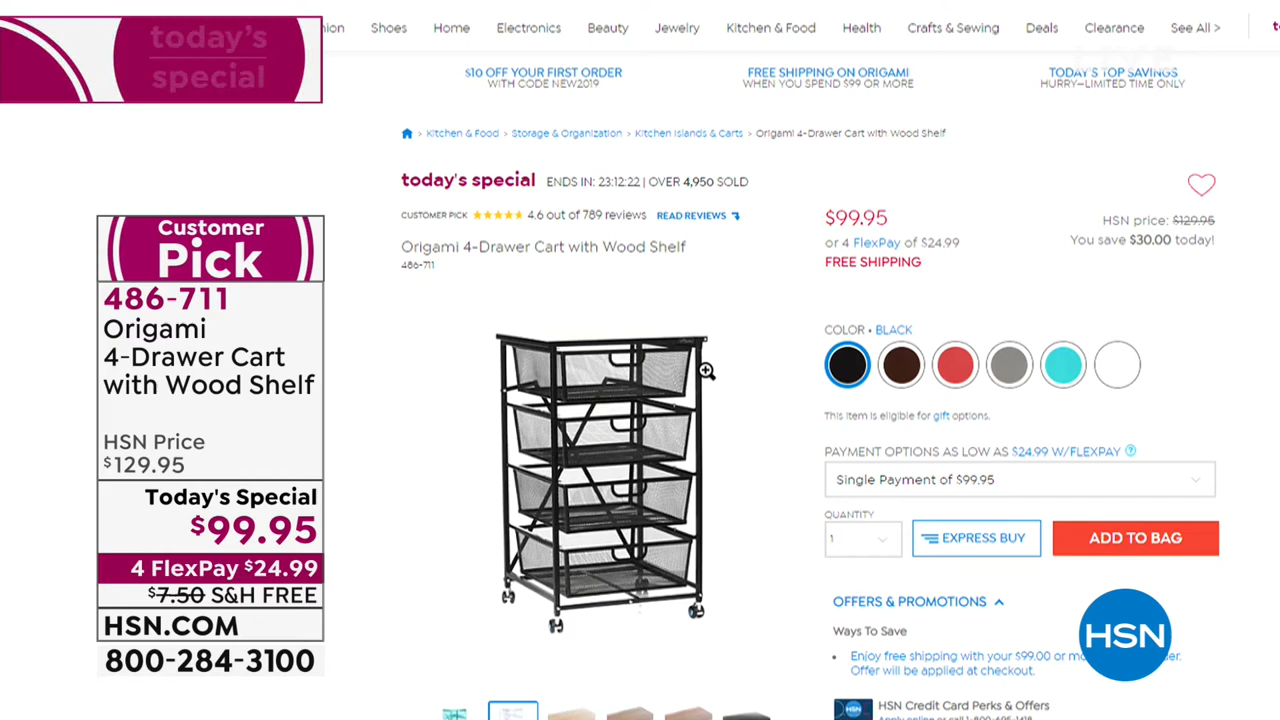 today's
special
Shoes Home Electronics Beauty Jewelry Kitchen & Food Health Crafts & Sewing Deals Clearance See All >
$10 OFF YOUR FIRST ORDER
WITH CODE NEW2019
FREE SHIPPING ON ORIGAMI
WHEN YOU SPEND $99 OR MORE
TODAY'S TOP SAVINGS
HURRY-LIMITED TIME ONLY
> Kitchen & Food > Storage & Organization > Kitchen Islands & Carts > Origami 4-Drawer Cart with Wood Shelf
today's special ENDS IN: 23:12:22 | OVER 4,950 SOLD
CUSTOMER PICK 4.6 out of 789 reviews READ REVIEWS
Origami 4-Drawer Cart with Wood Shelf
486-711
$99.95
or 4 FlexPay of $24.99
FREE SHIPPING
HSN price: $129.95
You save $30.00 today!
COLOR • BLACK
This item is eligible for gift options.
PAYMENT OPTIONS AS LOW AS $24.99 W/FLEXPAY ?
Single Payment of $99.95
QUANTITY
1
EXPRESS BUY
ADD TO BAG
OFFERS & PROMOTIONS
Ways To Save
• Enjoy free shipping with your $99.00 or
Offer will be applied at checkout.
HSN
HSN Credit Card Perks & Offers
Apply online or call 1-800-695-1418
HSN
Customer
Pick
486-711
Origami
4-Drawer Cart
with Wood Shelf
HSN Price
$129.95
Today's Special
$99.95
4 FlexPay $24.99
$7.50 S&H FREE
HSN.COM
800-284-3100